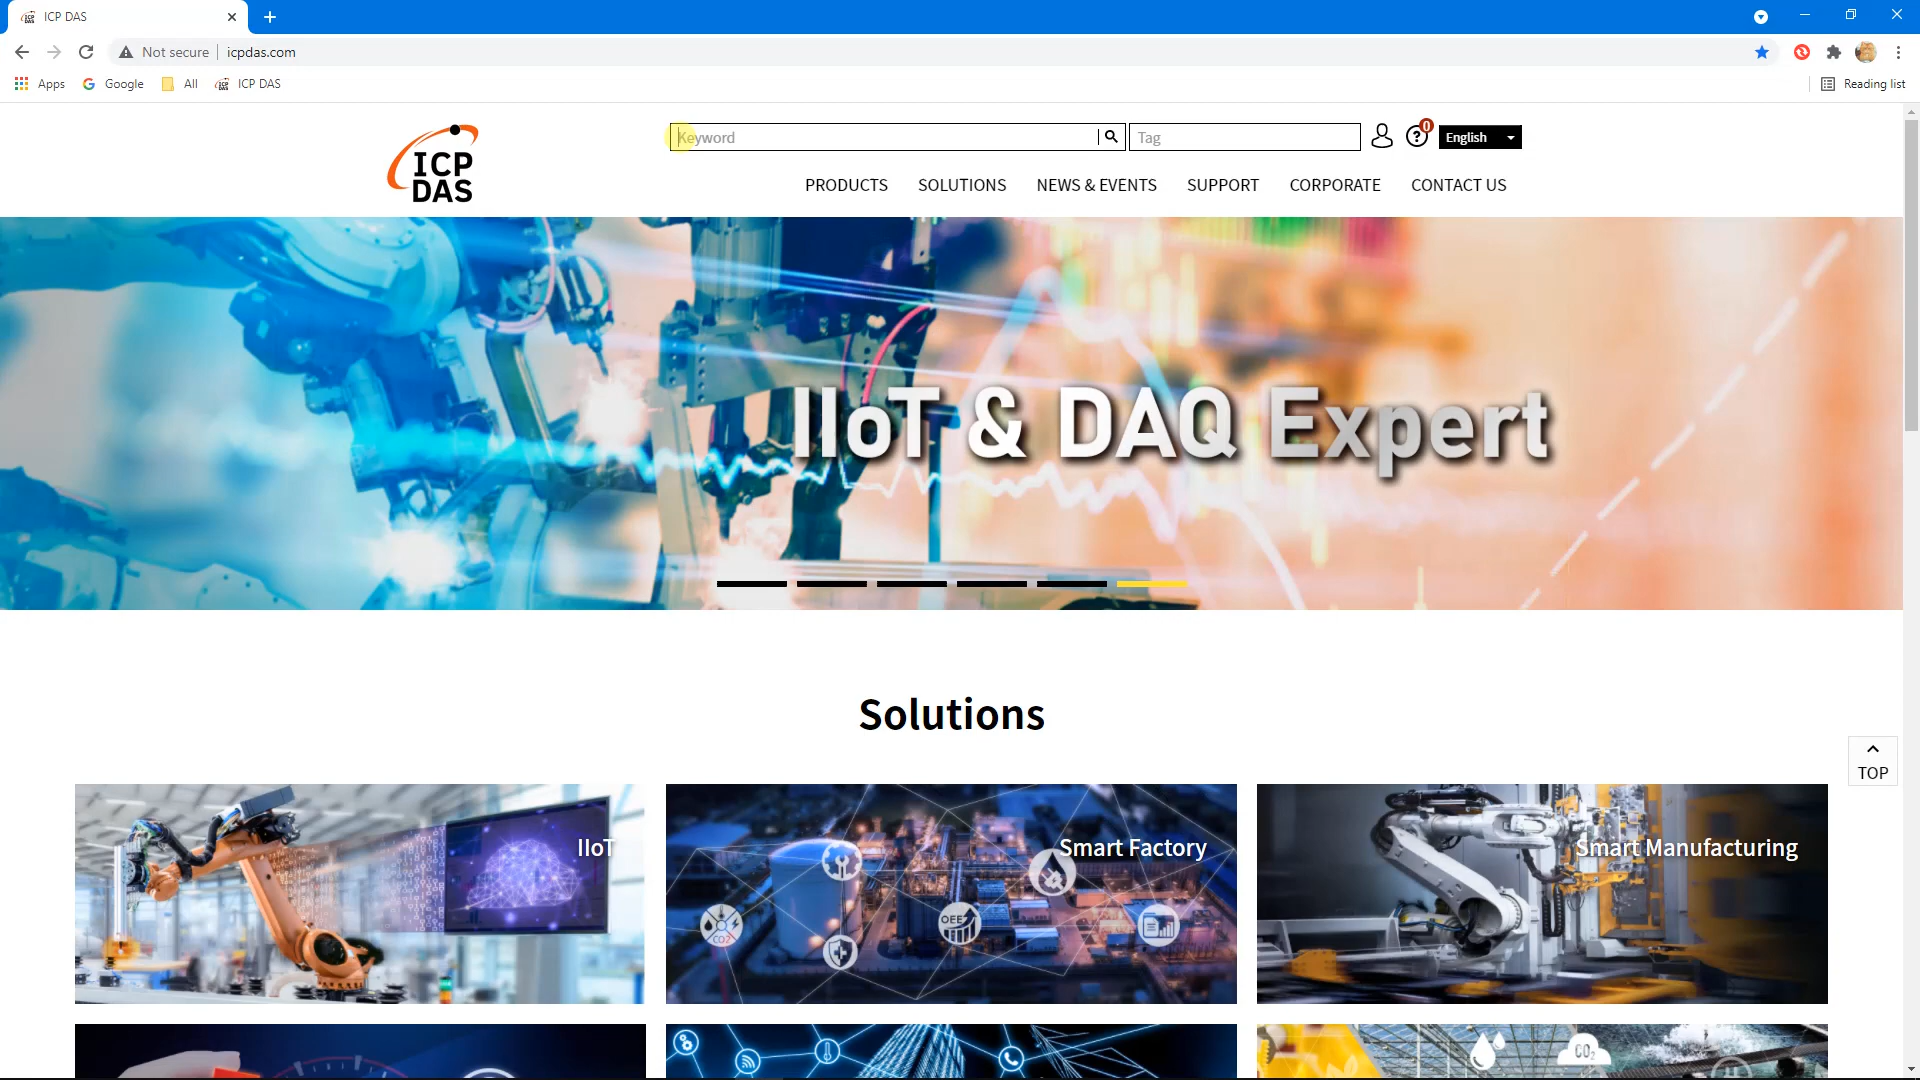 ICP DAS
Not secure
icpdas.com
Apps
Google
All
ICP DAS
Reading list
ICP
DAS
Keyword
Tag
0
English
PRODUCTS
SOLUTIONS
NEWS & EVENTS
SUPPORT
CORPORATE
CONTACT US
IIoT & DAQ Expert
Solutions
TOP
IIoT
Smart Factory
Smart Manufacturing
OEE
CO2
CO2